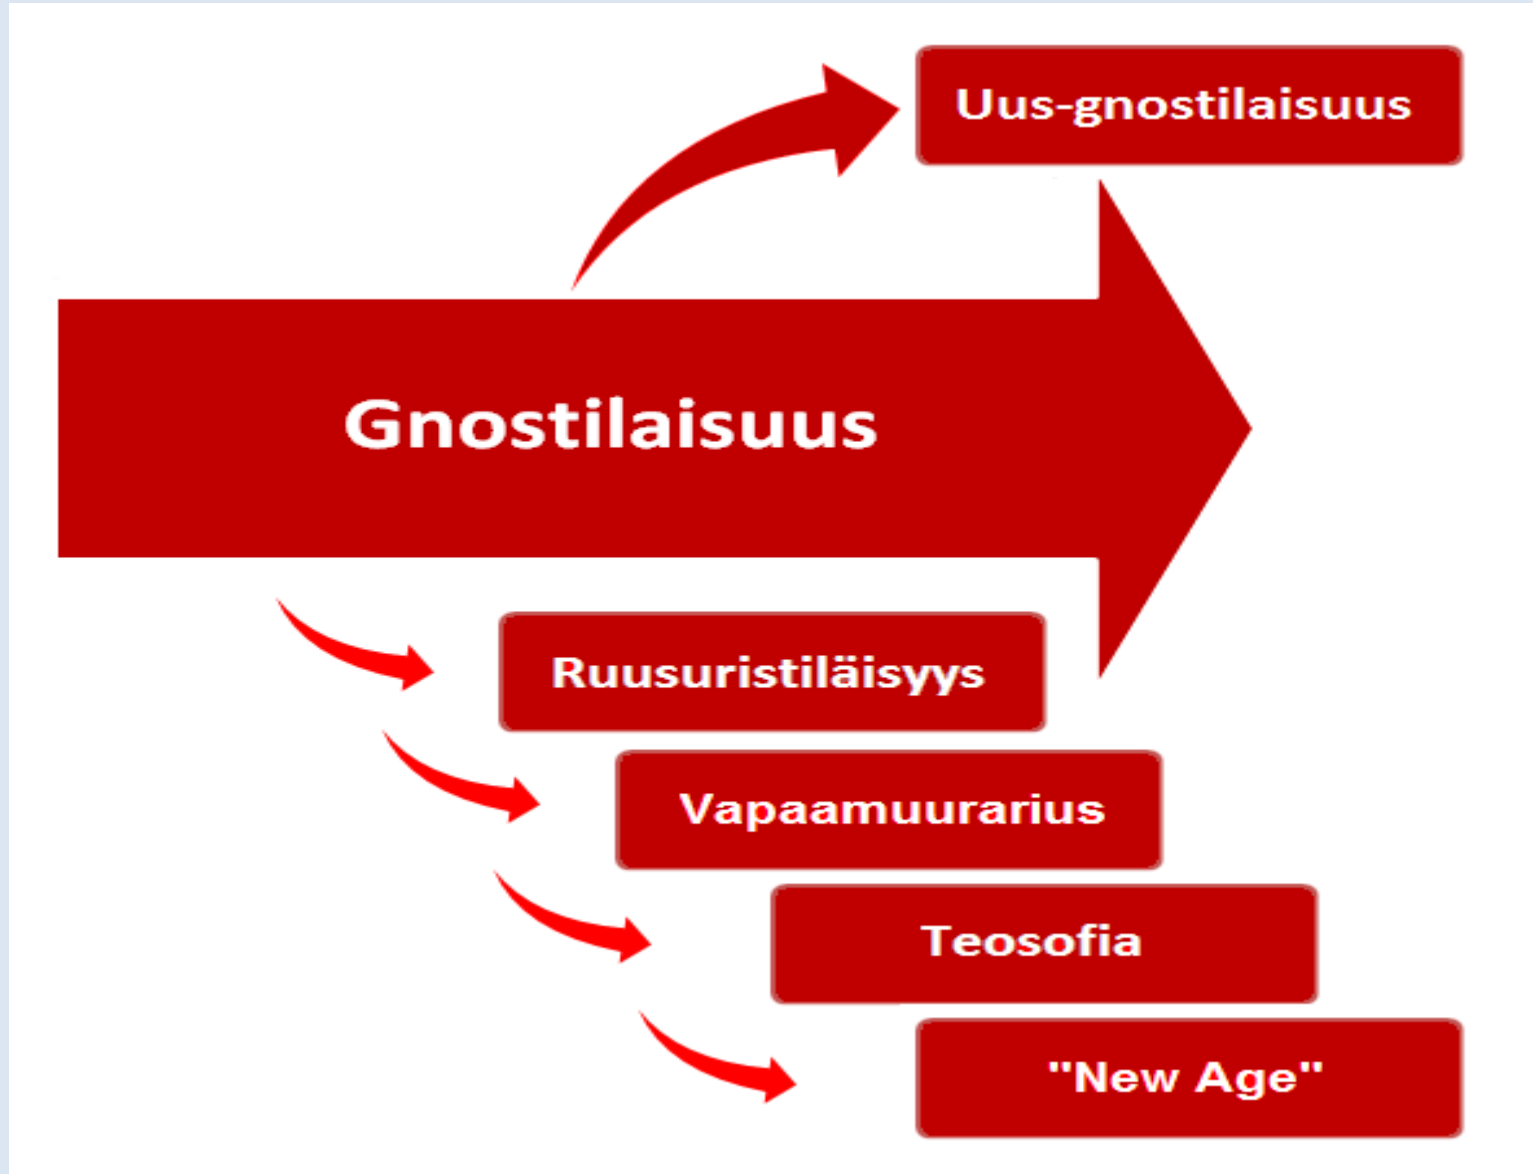 Uus-gnostilaisuus
Gnostilaisuus
Ruusuristiläisyys
Vapaamuurarius
Teosofia
"New Age"